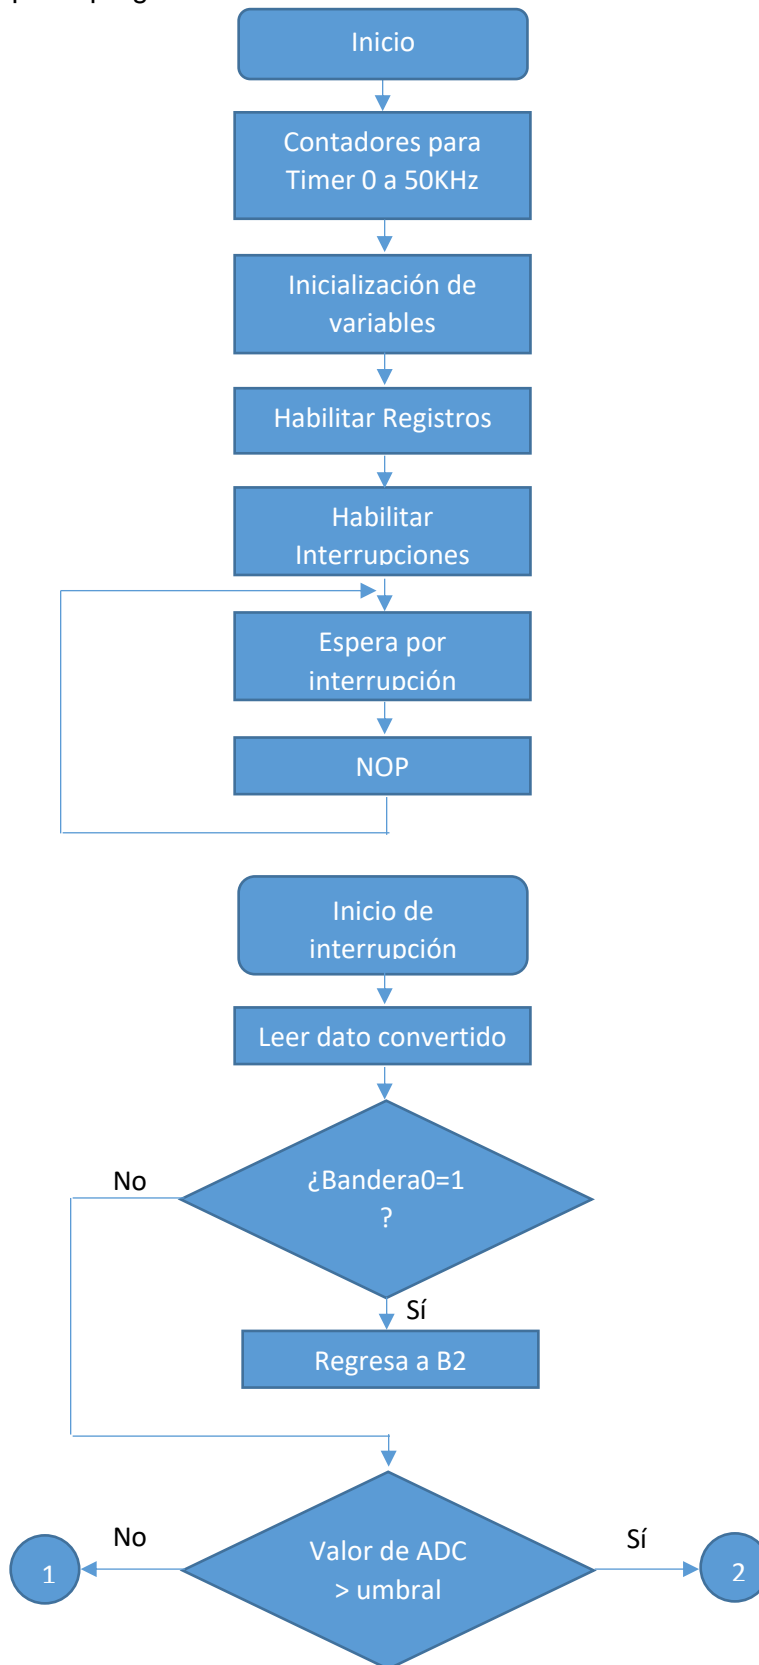 Inicio
Contadores para
Timer 0 a 50KHz
Inicialización de
variables
Habilitar Registros
Habilitar
Interrupciones
Espera por
interrupción
NOP
Inicio de
interrupción
Leer dato convertido
¿Bandera0=1
?
No
Sí
Regresa a B2
Valor de ADC
> umbral
No
Sí
1
2